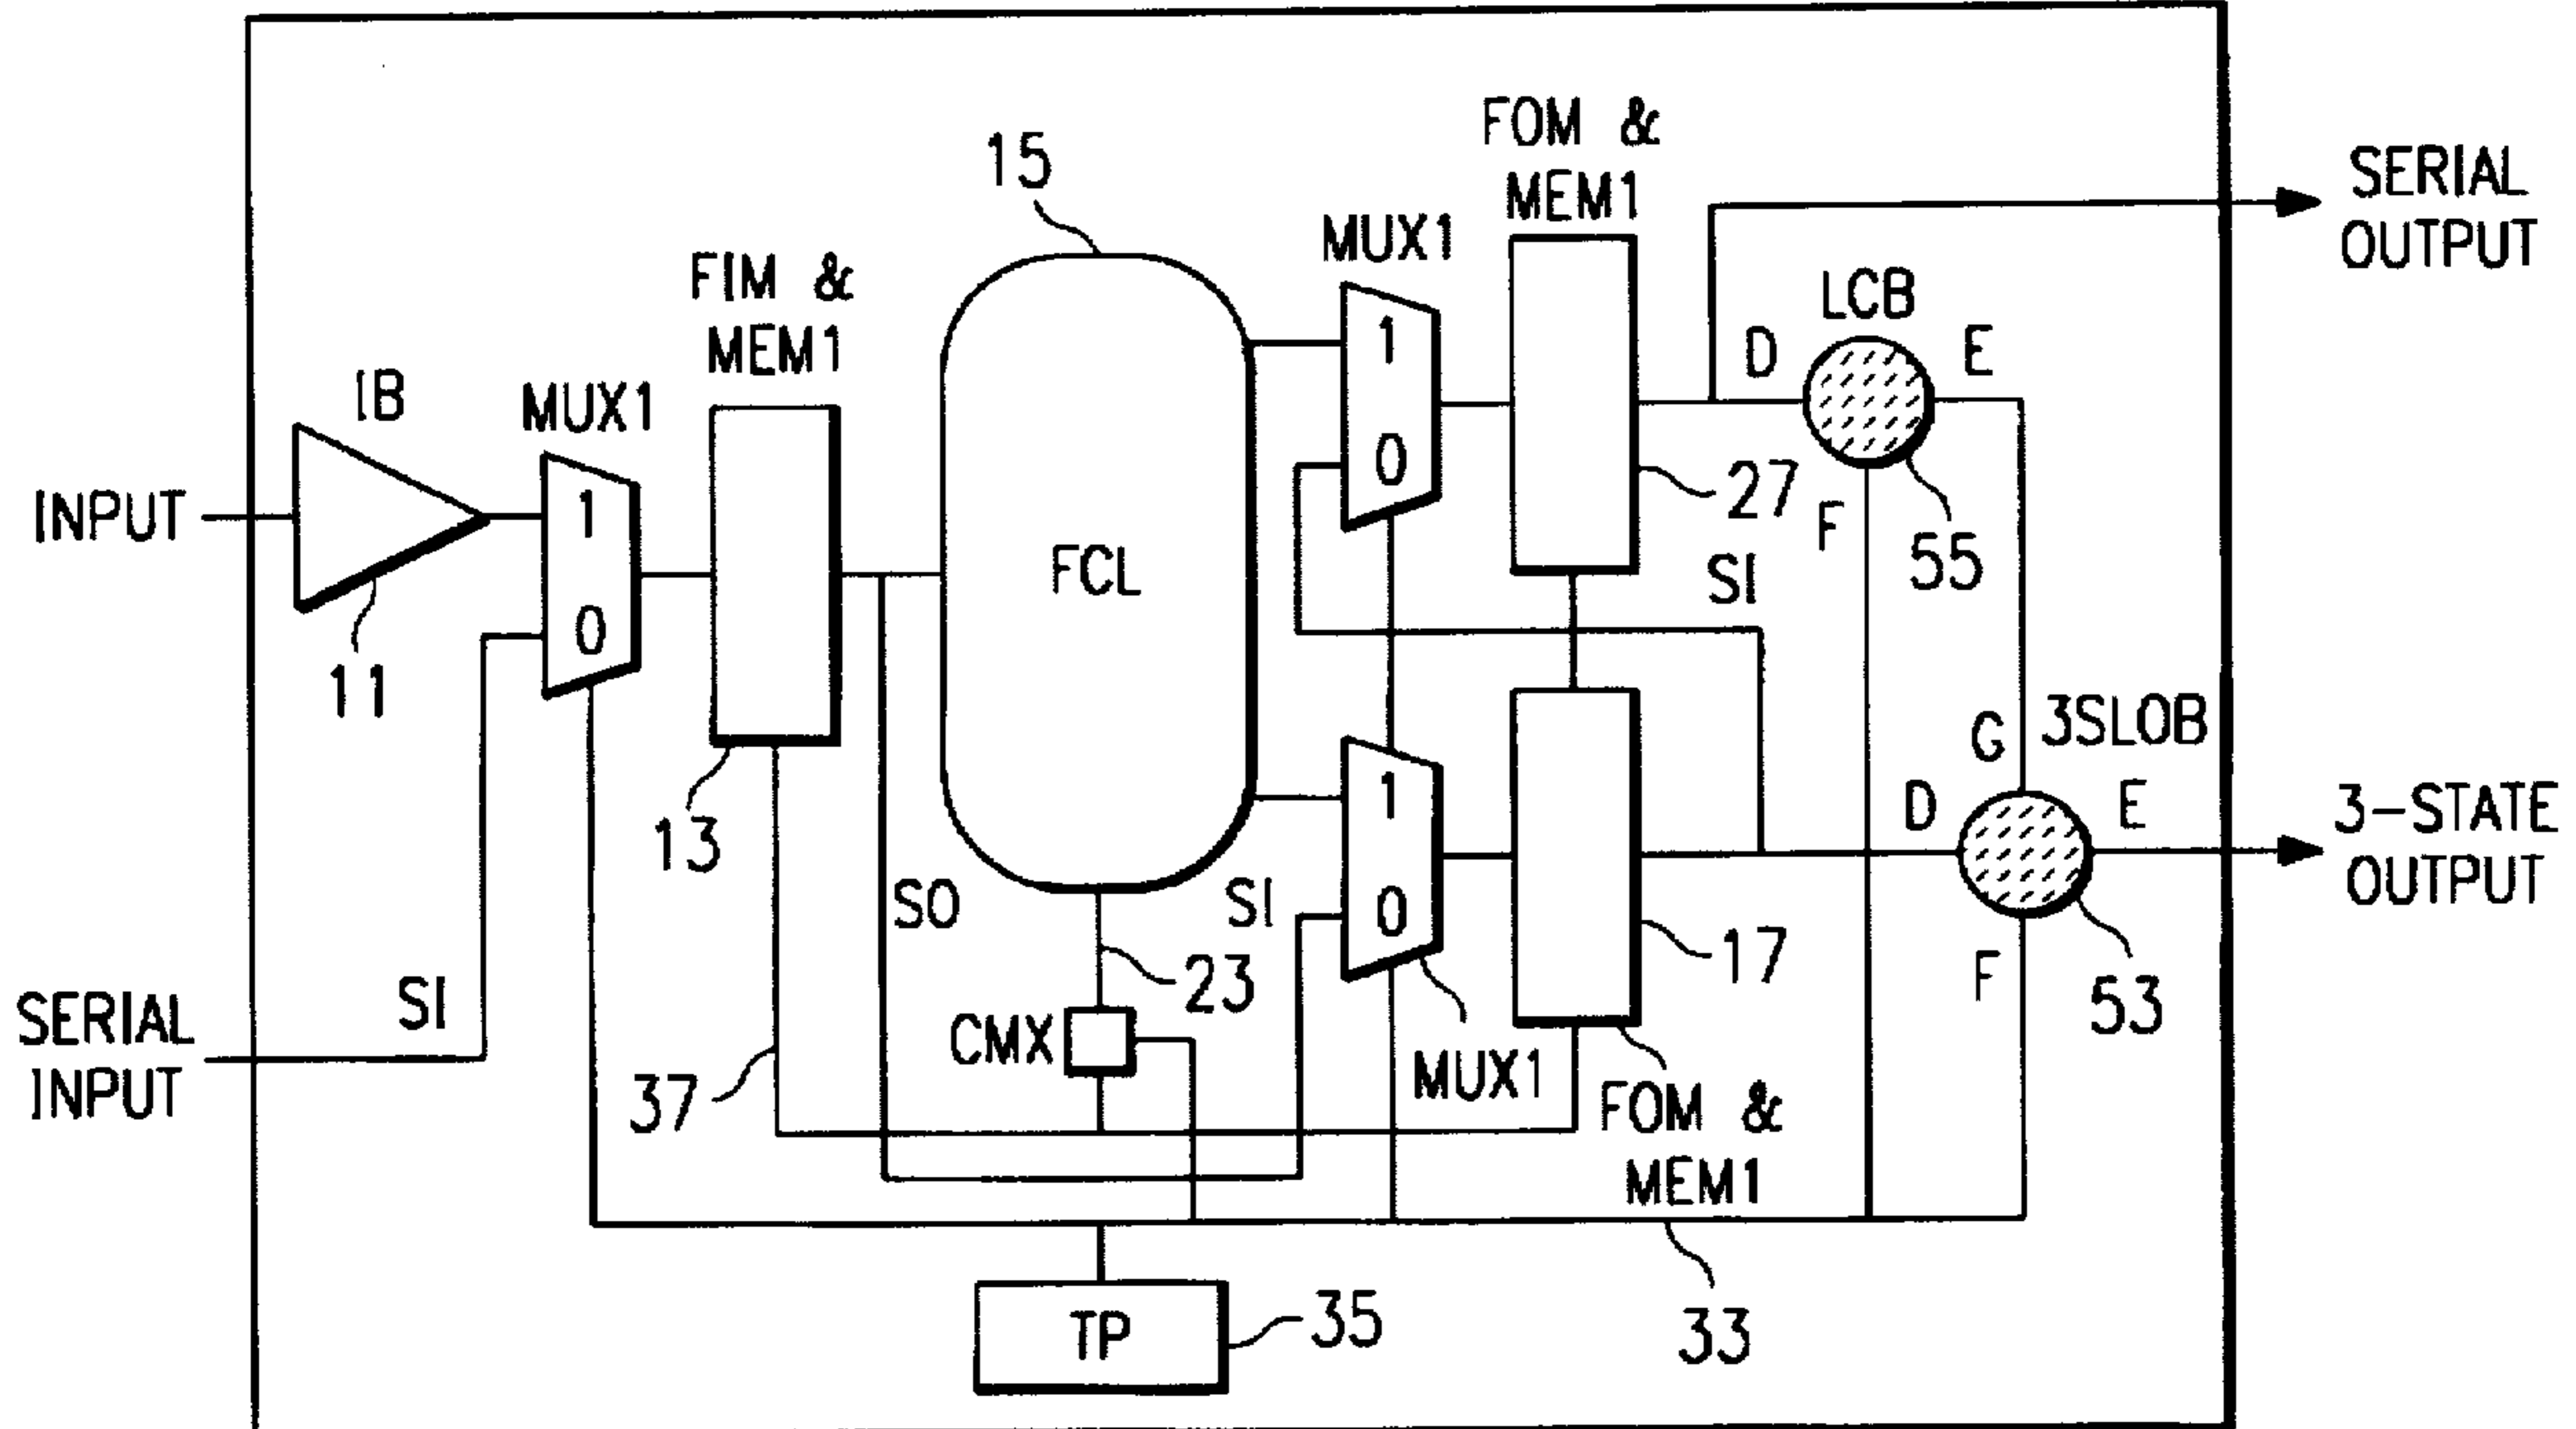 FOM &
MEM1
15
SERIAL
OUTPUT
MUX1
FIM &
MEM1
LCB
1
D
E
IB
MUX1
0
27
F
55
INPUT
1
FCL
SI
0
11
G
3SLOB
1
D
E
3-STATE
OUTPUT
13
SO
SI
0
17
F
53
SERIAL
INPUT
SI
23
CMX
37
MUX1
FOM &
MEM1
TP
35
33